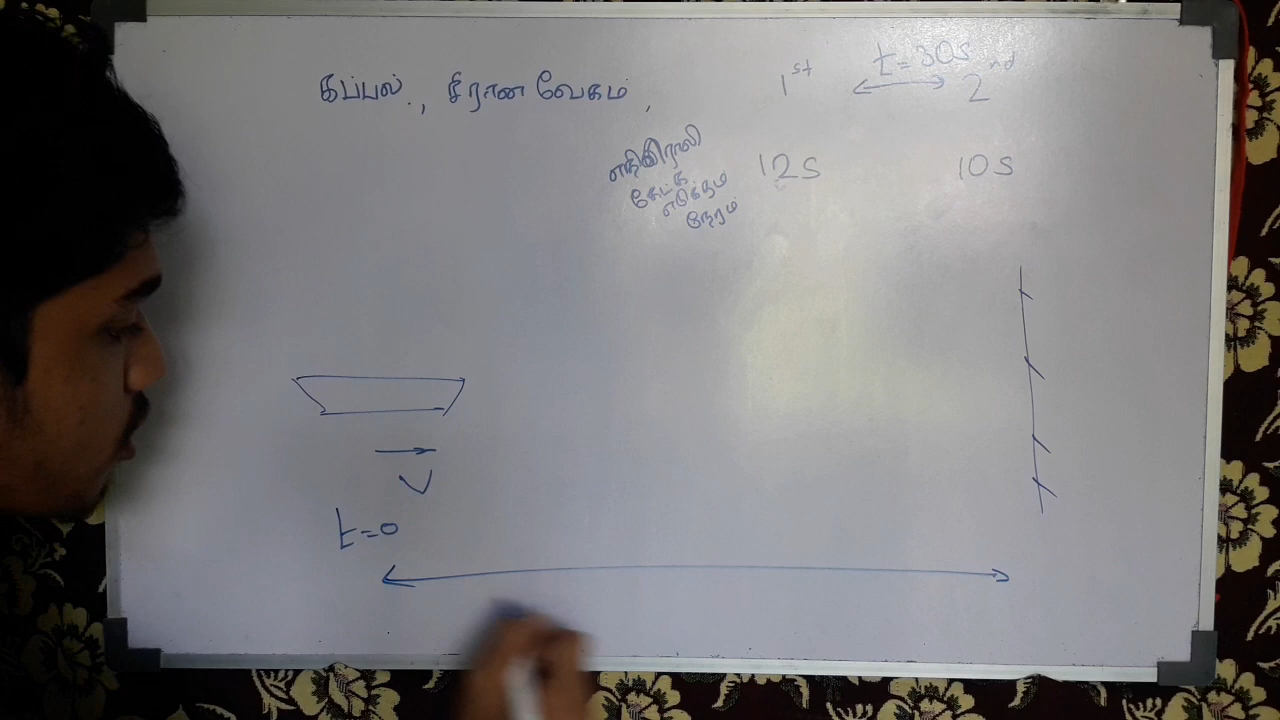 கப்பல், சீரான வேகம்,
1st
t=30s
2nd
எதிரொலி
கேட்க
எடுக்கும்
நேரம்
12s
10s
V
t=0